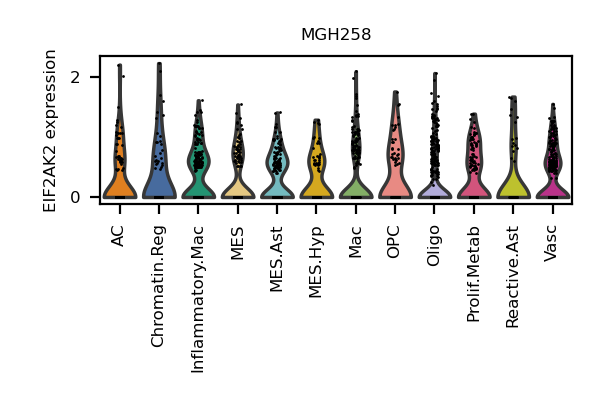 MGH258
EIF2AK2 expression
2
0
AC
Chromatin.Reg
Inflammatory.Mac
MES
MES.Ast
MES.Hyp
Mac
OPC
Oligo
Prolif.Metab
Reactive.Ast
Vasc